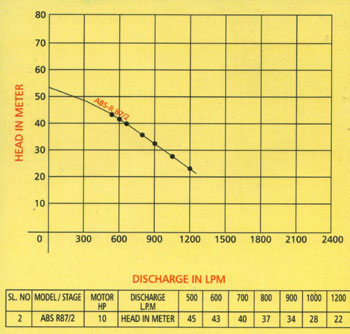 80
70
60
50
40
30
20
10
HEAD IN METER
ABS-R 87/2
0 300 600 900 1200 1500 1800 2100 2400
DISCHARGE IN LPM
SL. NO MODEL / STAGE MOTOR HP DISCHARGE L.P.M 500 600 700 800 900 1000 1200
2 ABS R87/2 10 HEAD IN METER 45 43 40 37 34 28 22